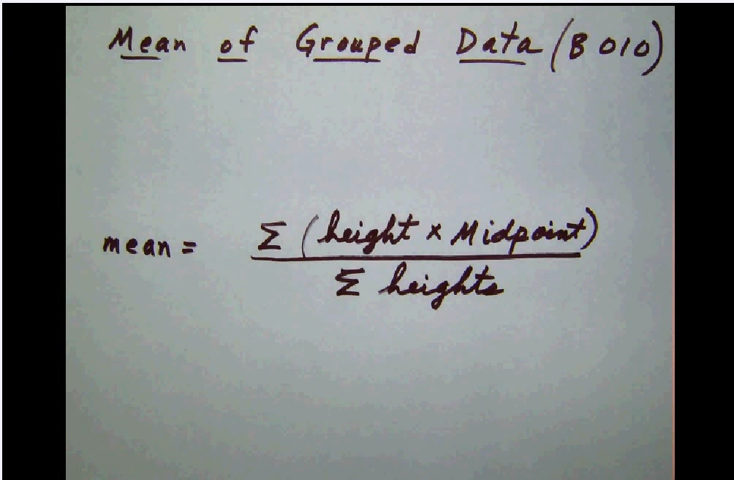 Mean of Grouped Data (B 010)
mean = Σ (height × Midpoint)
Σ heights